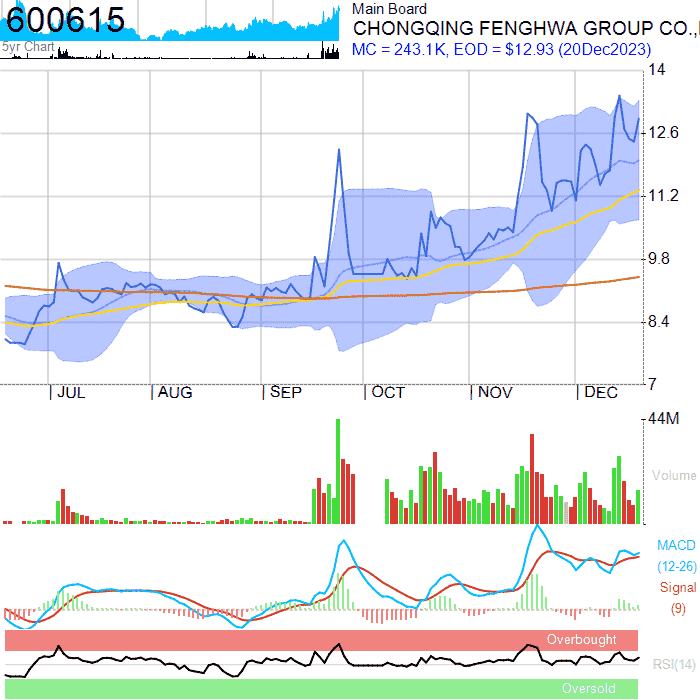 600615
5yr Chart
Main Board
CHONGQING FENGHWA GROUP CO.,
MC = 243.1K, EOD = $12.93 (20Dec2023)
14
12.6
11.2
9.8
8.4
7
JUL AUG SEP OCT NOV DEC
44M
Volume
MACD
(12-26)
Signal
(9)
Overbought
RSI(14)
Oversold